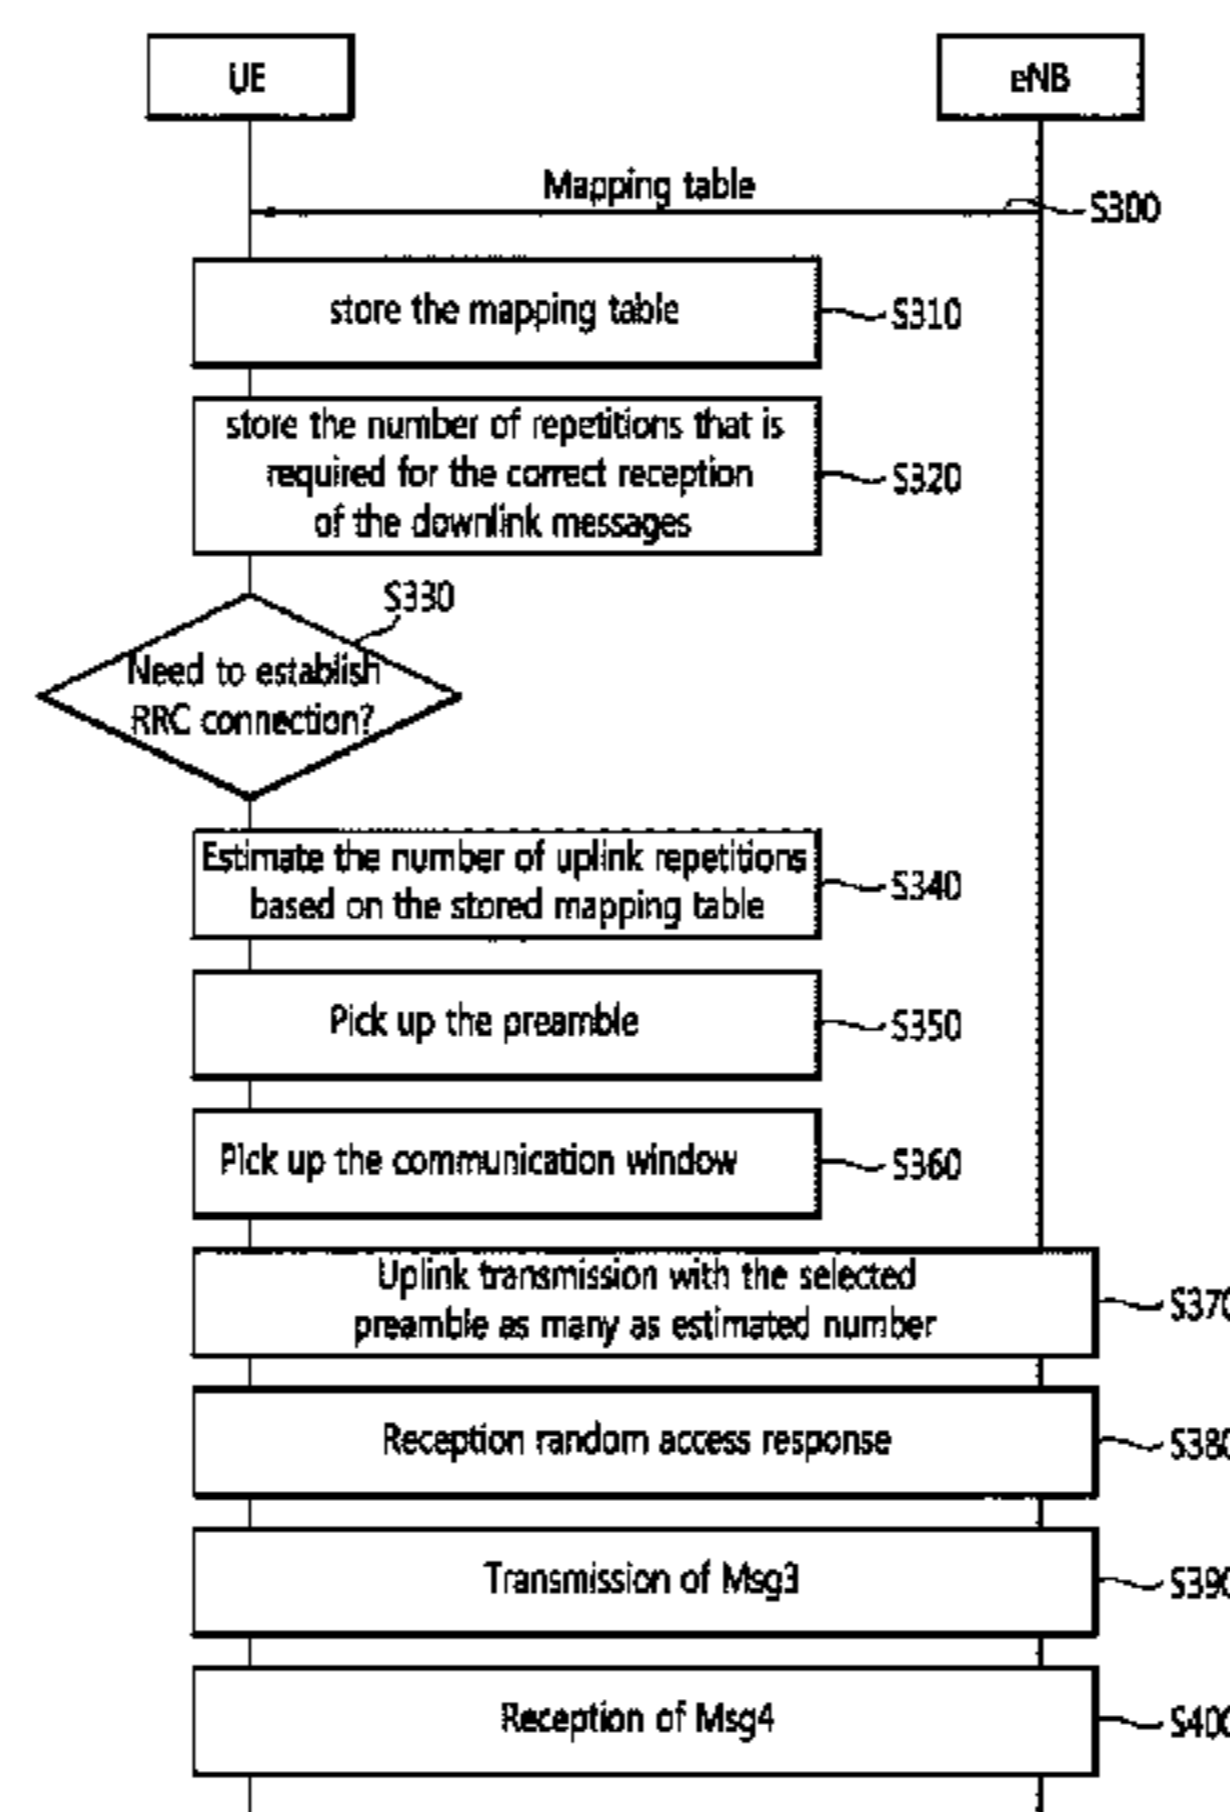 UE
eNB
Mapping table
S300
store the mapping table
S310
store the number of repetitions that is
required for the correct reception
of the downlink messages
S320
S330
Need to establish
RRC connection?
Estimate the number of uplink repetitions
based on the stored mapping table
S340
Pick up the preamble
S350
Pick up the communication window
S360
Uplink transmission with the selected
preamble as many as estimated number
S370
Reception random access response
S380
Transmission of Msg3
S390
Reception of Msg4
S400